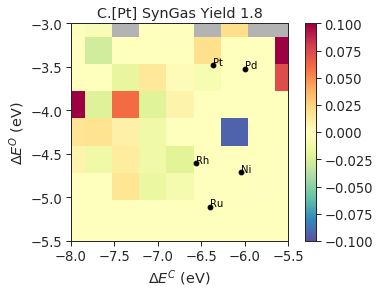 C.[Pt] SynGas Yield 1.8
−3.0
−3.5
−4.0
−4.5
−5.0
−5.5
ΔE^O (eV)
Pt
Pd
Rh
Ni
Ru
−8.0 −7.5 −7.0 −6.5 −6.0 −5.5
ΔE^C (eV)
0.100
0.075
0.050
0.025
0.000
−0.025
−0.050
−0.075
−0.100